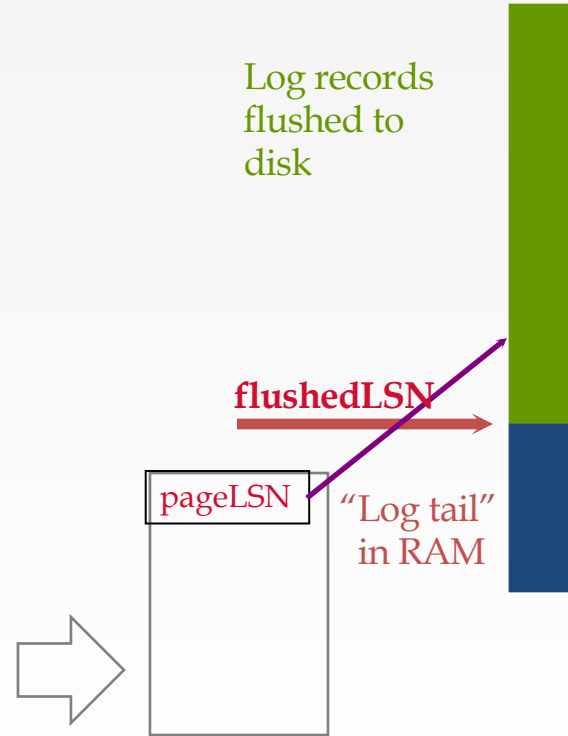 Log records
flushed to
disk
flushedLSN
pageLSN
“Log tail”
in RAM